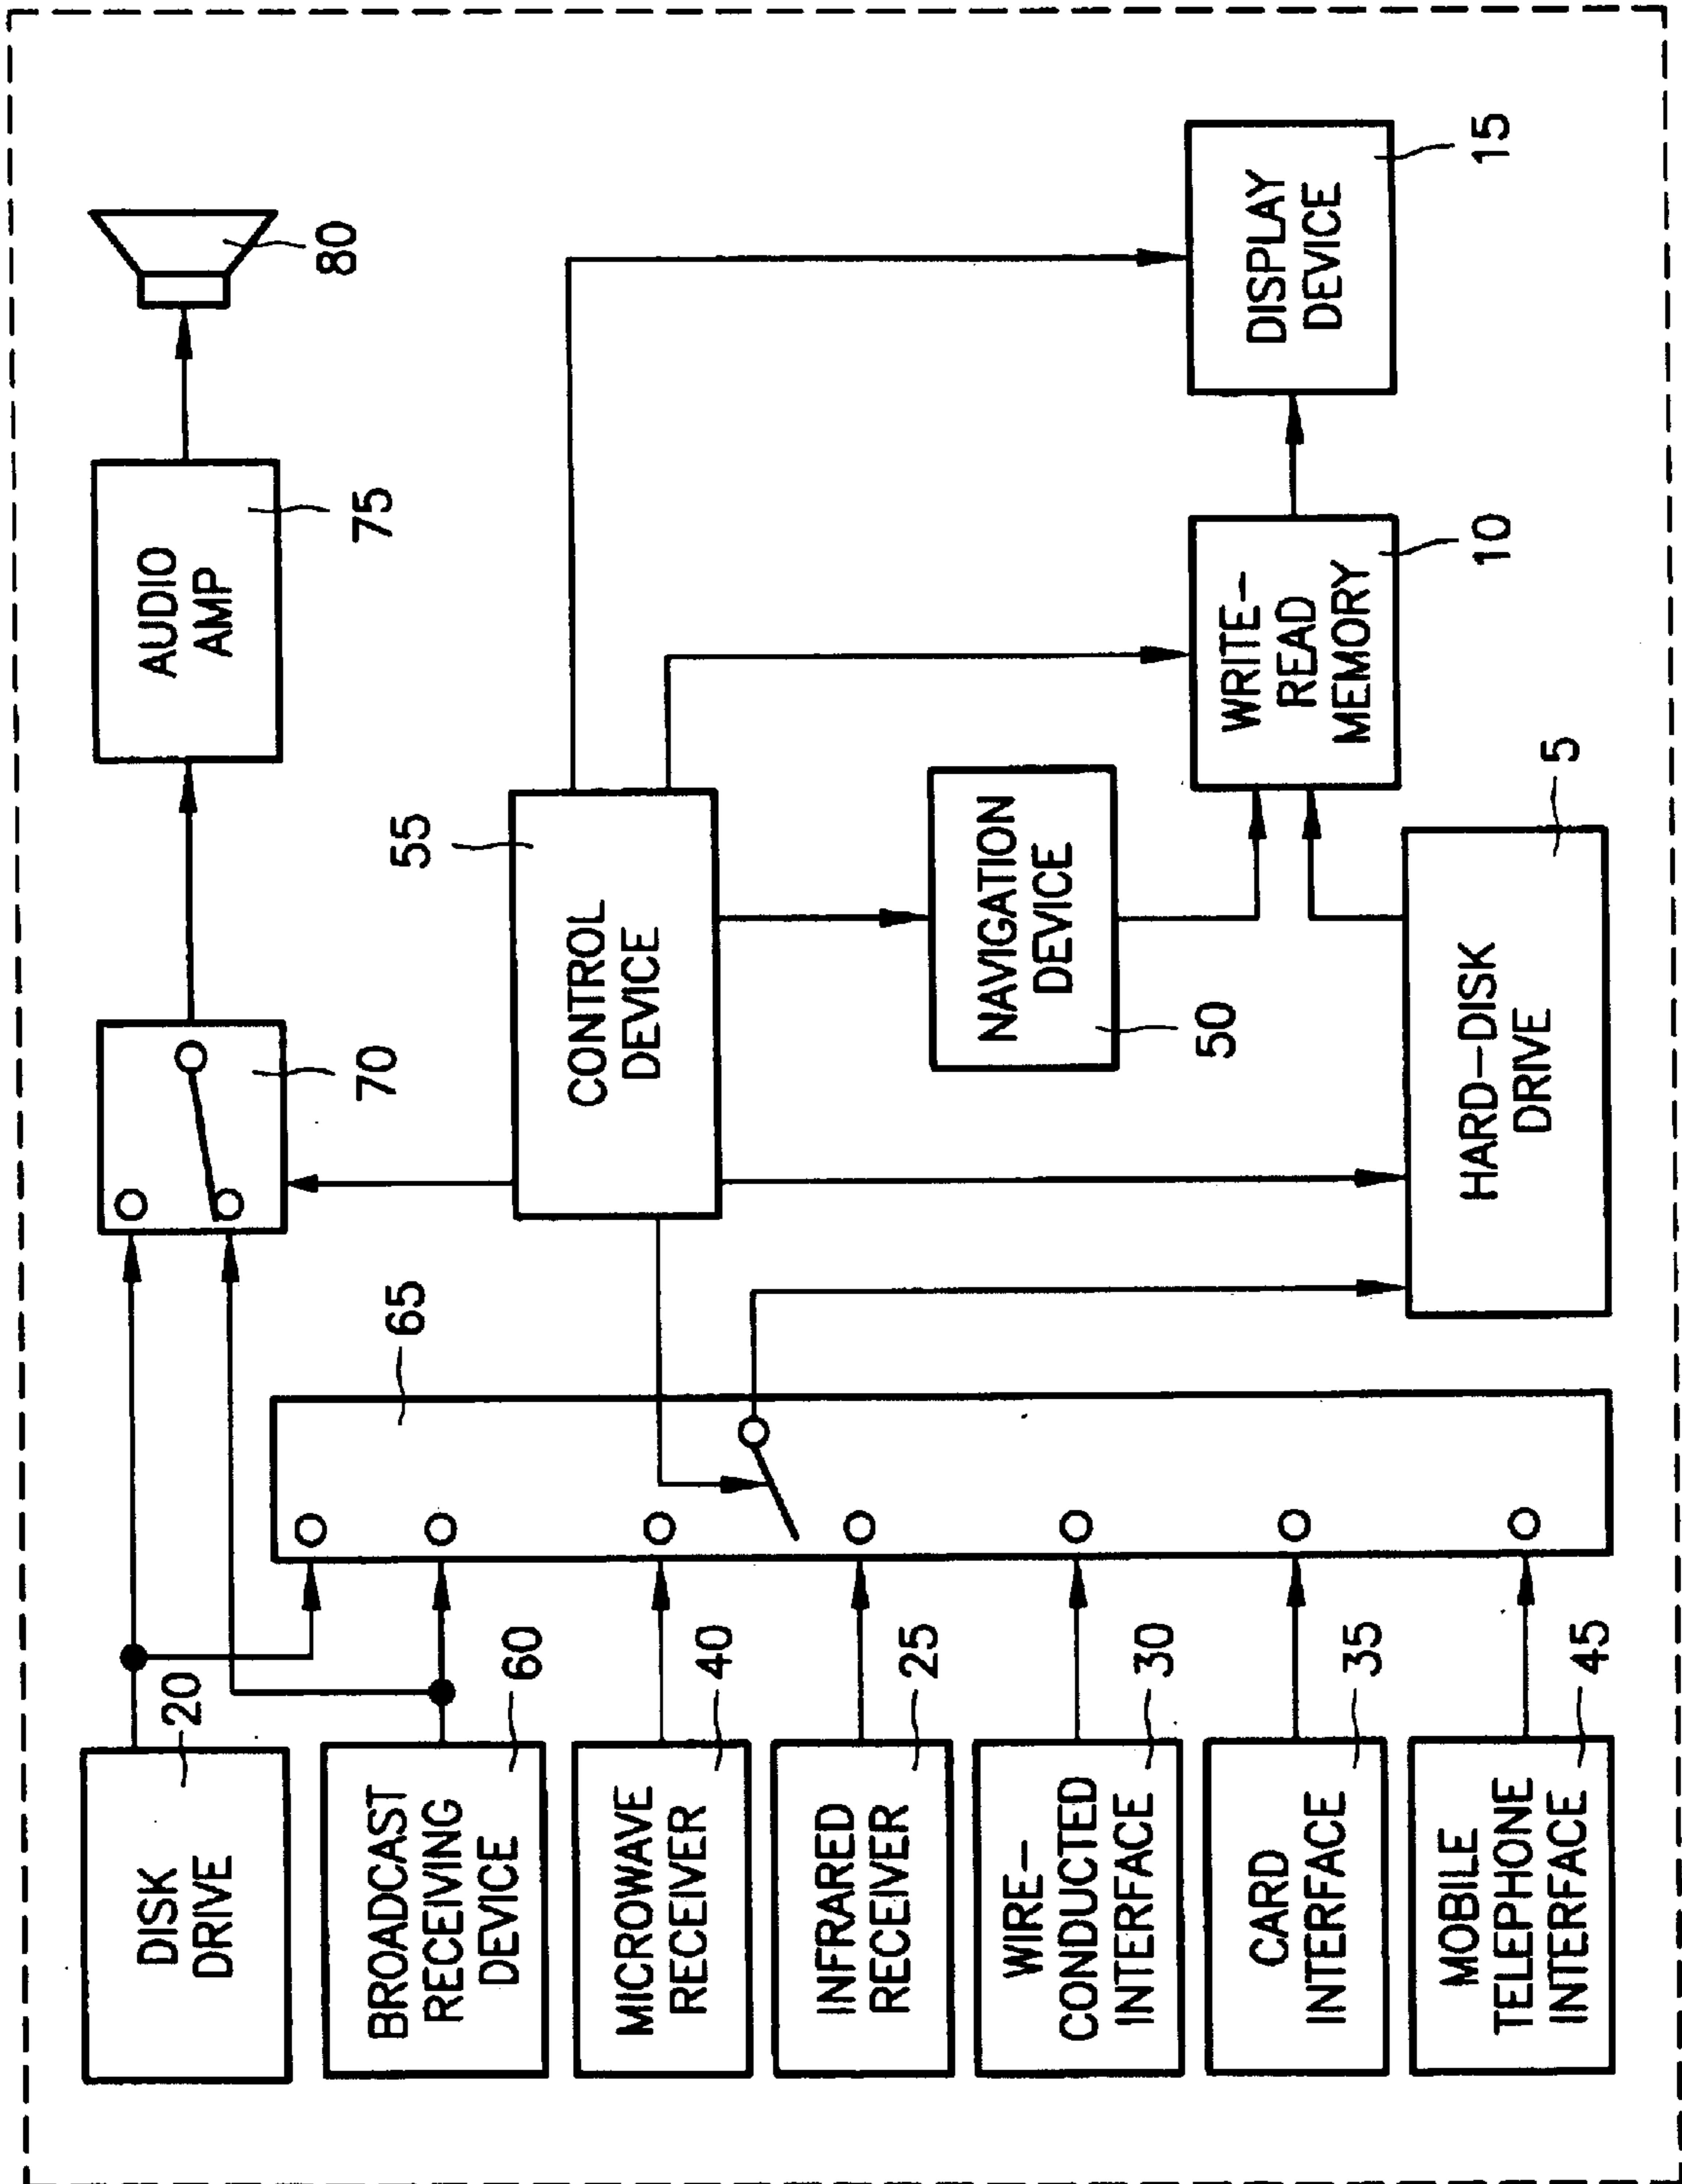 DISK
DRIVE
20
BROADCAST
RECEIVING
DEVICE
60
MICROWAVE
RECEIVER
40
INFRARED
RECEIVER
25
WIRE–
CONDUCTED
INTERFACE
30
CARD
INTERFACE
35
MOBILE
TELEPHONE
INTERFACE
45
65
70
CONTROL
DEVICE
55
NAVIGATION
DEVICE
50
HARD–DISK
DRIVE
5
AUDIO
AMP
75
WRITE–
READ
MEMORY
10
80
DISPLAY
DEVICE
15